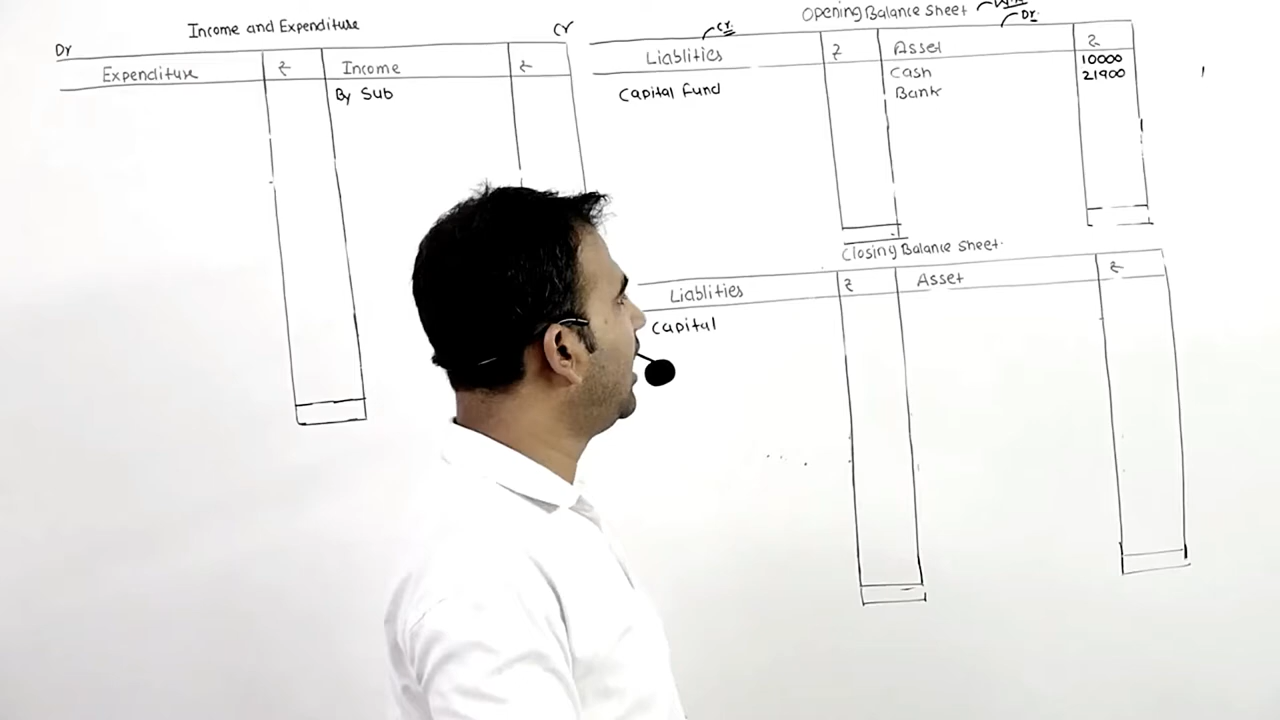 Income and Expenditure
Dr Cr
Expenditure ₹ Income ₹
By Sub
Opening Balance Sheet
Cr. Dr.
Liablities ₹ Asset ₹
Capital Fund Cash 10000
Bank 21900
Closing Balance Sheet
Liablities ₹ Asset ₹
Capital